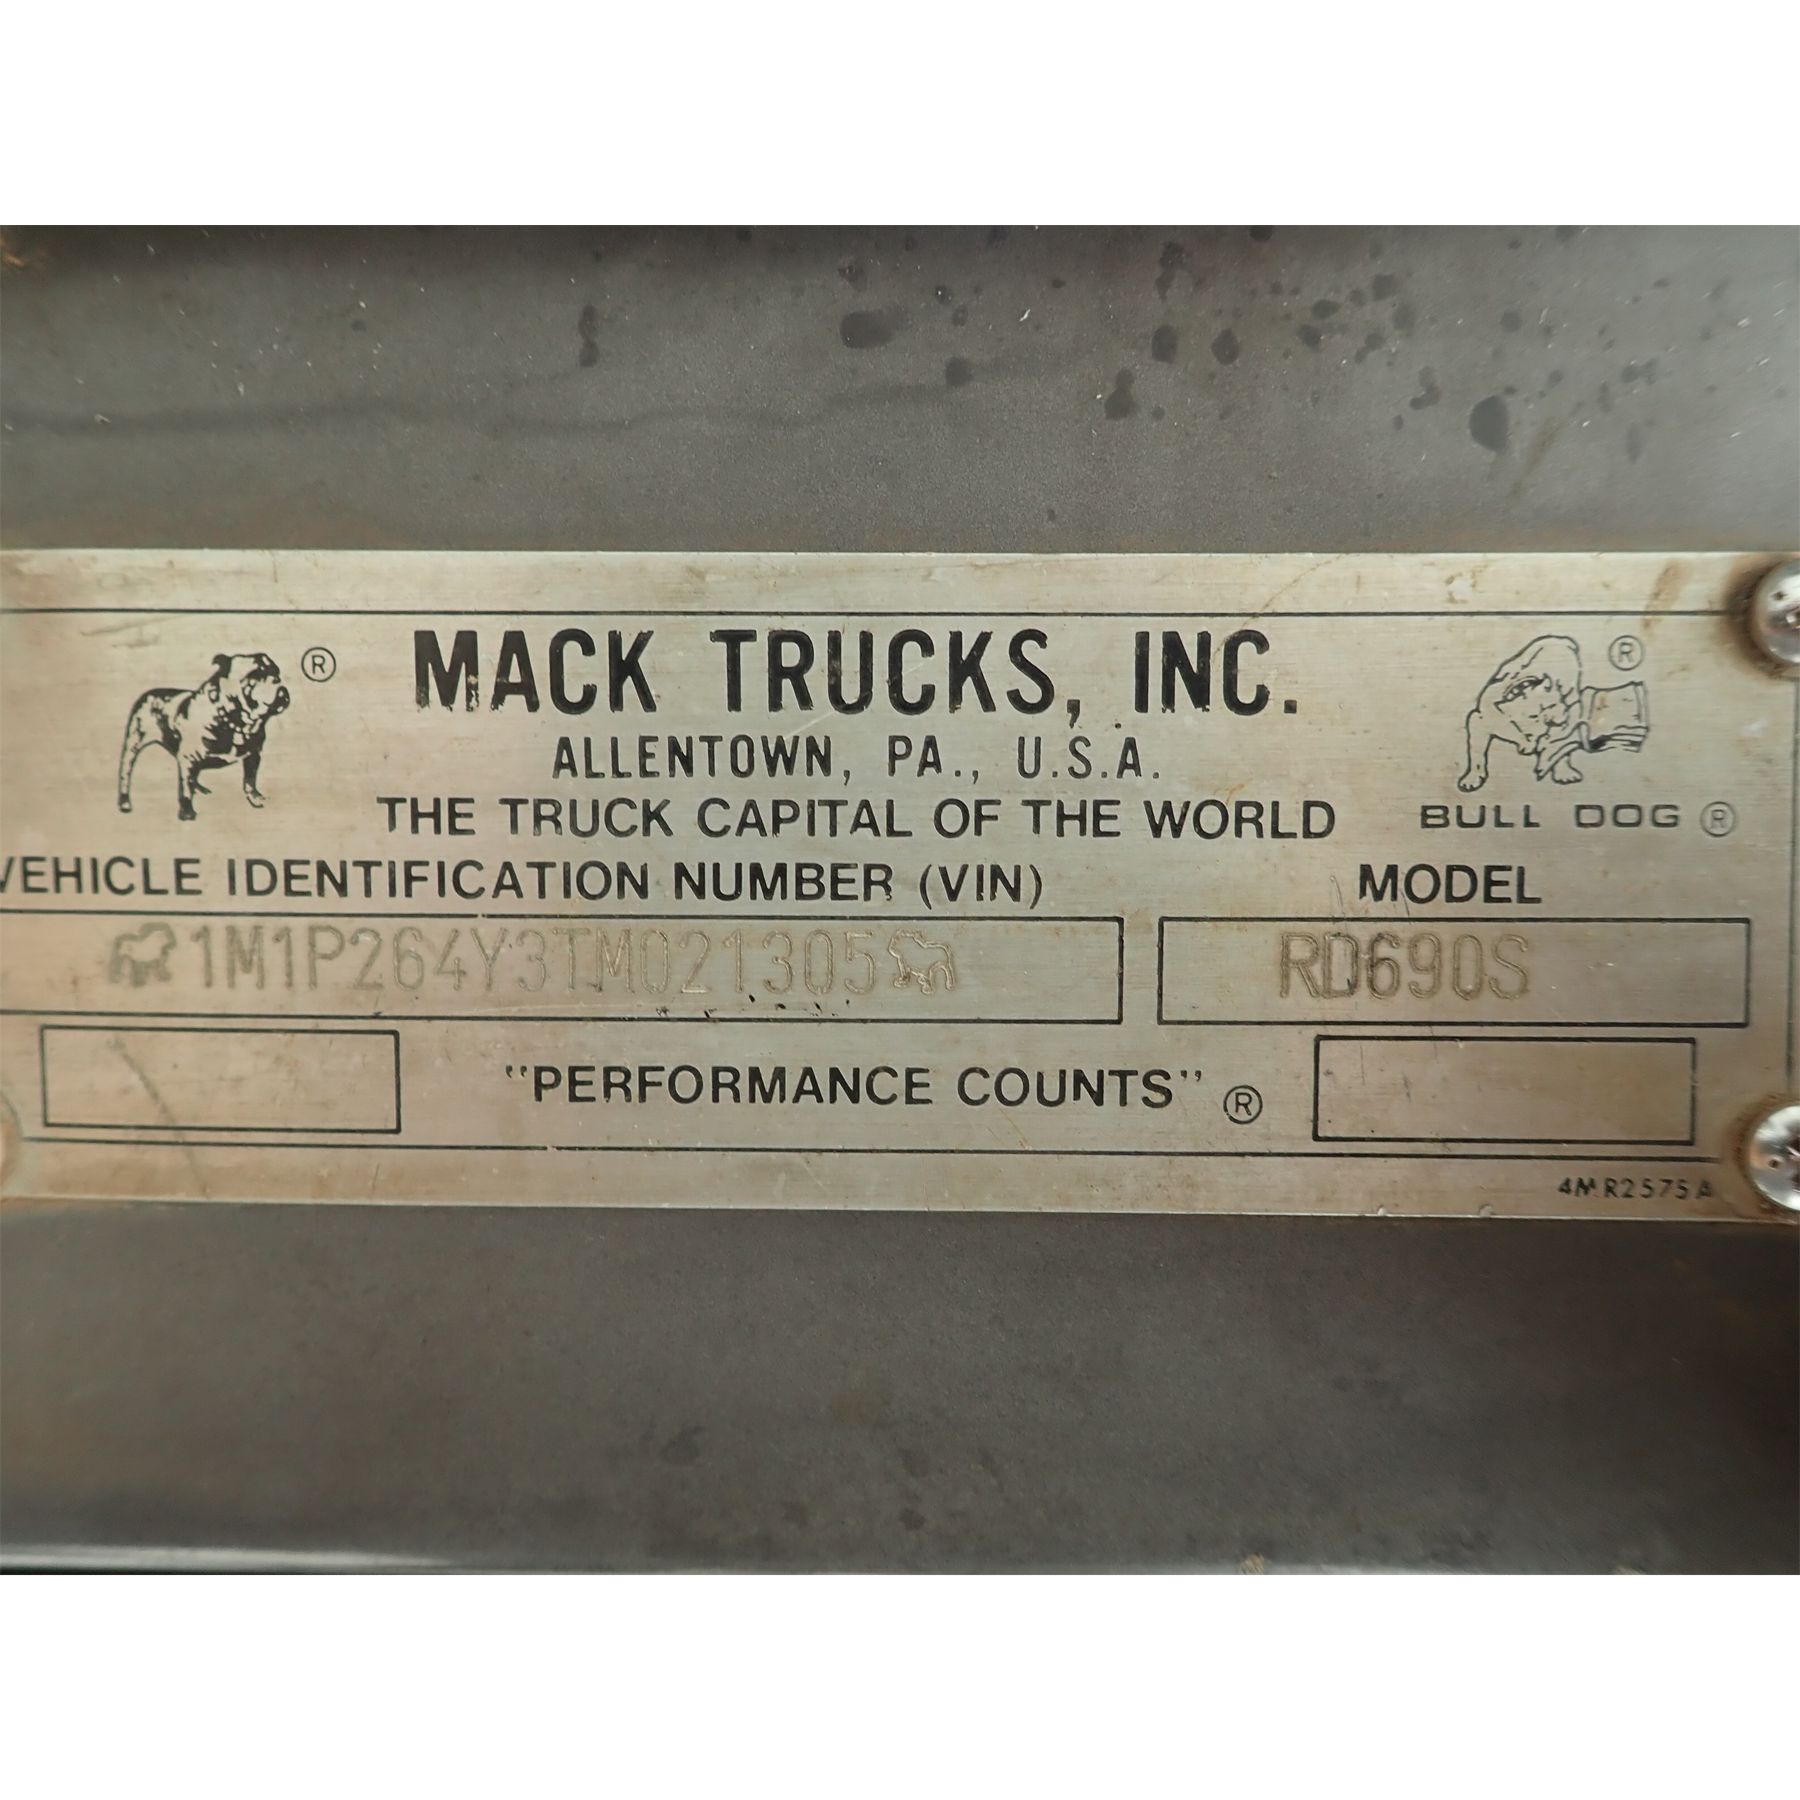 ®
MACK TRUCKS, INC.
®
ALLENTOWN, PA., U.S.A.
THE TRUCK CAPITAL OF THE WORLD
BULL DOG ®
VEHICLE IDENTIFICATION NUMBER (VIN)
MODEL
1M1P264Y3TM021305
RD690S
"PERFORMANCE COUNTS" ®
4MR2575A